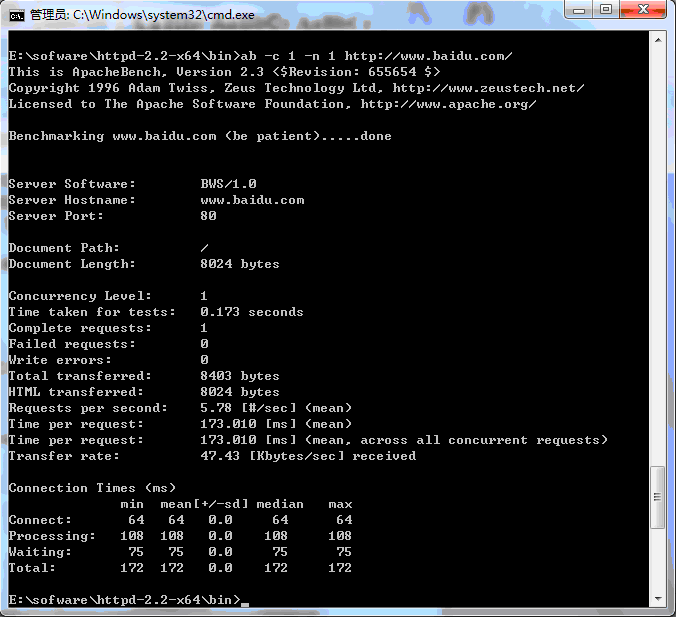 管理员: C:\Windows\system32\cmd.exe
E:\sofware\httpd-2.2-x64\bin>ab -c 1 -n 1 http://www.baidu.com/
This is ApacheBench, Version 2.3 <$Revision: 655654 $>
Copyright 1996 Adam Twiss, Zeus Technology Ltd, http://www.zeustech.net/
Licensed to The Apache Software Foundation, http://www.apache.org/
Benchmarking www.baidu.com (be patient).....done
Server Software: BWS/1.0
Server Hostname: www.baidu.com
Server Port: 80
Document Path: /
Document Length: 8024 bytes
Concurrency Level: 1
Time taken for tests: 0.173 seconds
Complete requests: 1
Failed requests: 0
Write errors: 0
Total transferred: 8403 bytes
HTML transferred: 8024 bytes
Requests per second: 5.78 [#/sec] (mean)
Time per request: 173.010 [ms] (mean)
Time per request: 173.010 [ms] (mean, across all concurrent requests)
Transfer rate: 47.43 [Kbytes/sec] received
Connection Times (ms)
min mean[+/-sd] median max
Connect: 64 64 0.0 64 64
Processing: 108 108 0.0 108 108
Waiting: 75 75 0.0 75 75
Total: 172 172 0.0 172 172
E:\sofware\httpd-2.2-x64\bin>